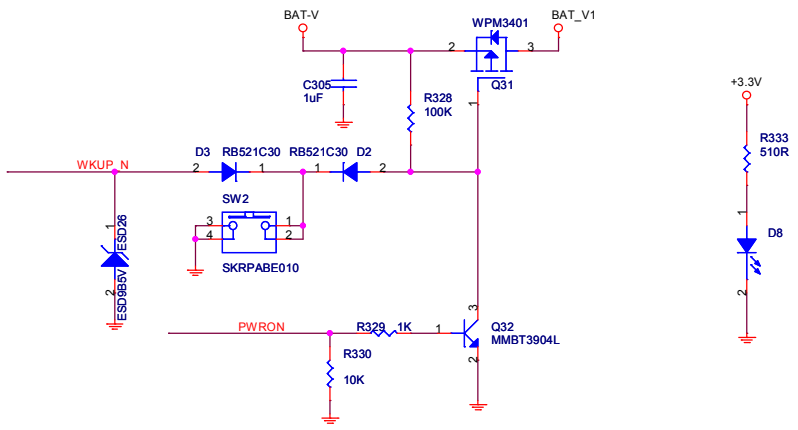 BAT-V
WPM3401
BAT_V1
2
3
Q31
C305
1uF
R328
100K
1
+3.3V
R333
510R
WKUP_N
D3
RB521C30
RB521C30
D2
2
1
1
2
SW2
3
4
1
2
SKRPABE010
1
ESD26
ESD9B5V
2
1
D8
2
PWRON
R329
1K
1
3
Q32
MMBT3904L
2
R330
10K